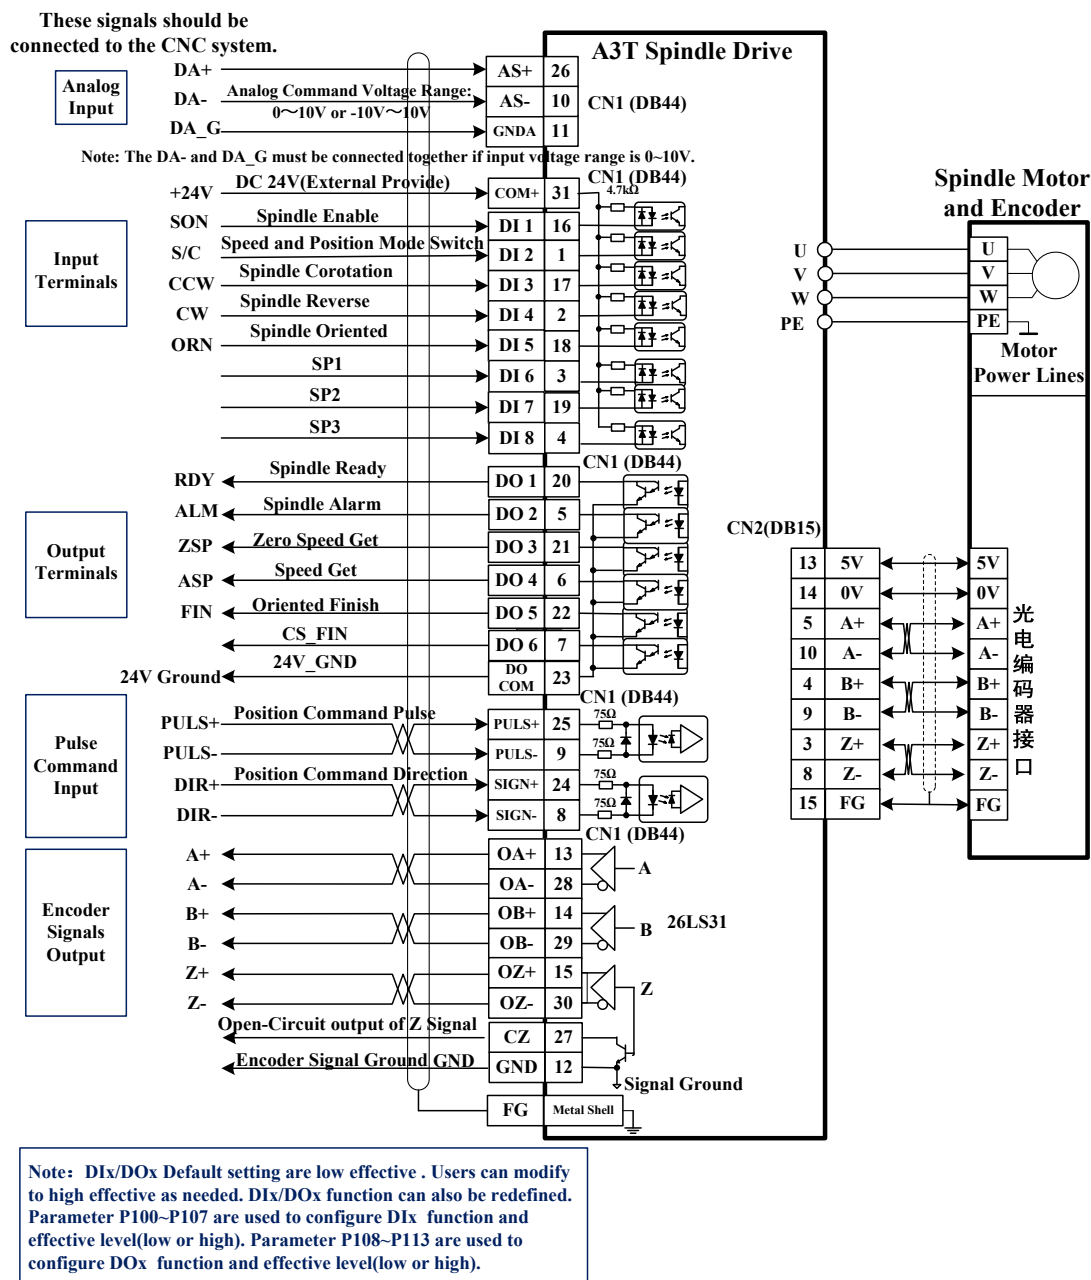 These signals should be
connected to the CNC system.
A3T Spindle Drive
Analog
Input
DA+
AS+ 26
DA-
Analog Command Voltage Range:
0～10V or -10V～10V
AS- 10
CN1 (DB44)
DA_G
GNDA 11
Note: The DA- and DA_G must be connected together if input voltage range is 0~10V.
Input
Terminals
CN1 (DB44)
4.7kΩ
+24V DC 24V(External Provide) COM+ 31
SON Spindle Enable DI 1 16
S/C Speed and Position Mode Switch DI 2 1
CCW Spindle Corotation DI 3 17
CW Spindle Reverse DI 4 2
ORN Spindle Oriented DI 5 18
SP1 DI 6 3
SP2 DI 7 19
SP3 DI 8 4
Spindle Motor
and Encoder
U U
V V
W W
PE PE
Motor
Power Lines
Output
Terminals
CN1 (DB44)
RDY Spindle Ready DO 1 20
ALM Spindle Alarm DO 2 5
ZSP Zero Speed Get DO 3 21
ASP Speed Get DO 4 6
FIN Oriented Finish DO 5 22
CS_FIN DO 6 7
24V Ground 24V_GND DO COM 23
CN2(DB15)
13 5V 5V
14 0V 0V
5 A+ A+
10 A- A-
4 B+ B+
9 B- B-
3 Z+ Z+
8 Z- Z-
15 FG FG
光电编码器接口
Pulse
Command
Input
CN1 (DB44)
PULS+ Position Command Pulse PULS+ 25 75Ω
PULS- PULS- 9 75Ω
DIR+ Position Command Direction SIGN+ 24 75Ω
DIR- SIGN- 8 75Ω
CN1 (DB44)
Encoder
Signals
Output
A+ OA+ 13
A
A- OA- 28
B+ OB+ 14
B 26LS31
B- OB- 29
Z+ OZ+ 15
Z
Z- OZ- 30
Open-Circuit output of Z Signal CZ 27
Encoder Signal Ground GND GND 12
Signal Ground
FG Metal Shell
Note：DIx/DOx Default setting are low effective . Users can modify
to high effective as needed. DIx/DOx function can also be redefined.
Parameter P100~P107 are used to configure DIx function and
effective level(low or high). Parameter P108~P113 are used to
configure DOx function and effective level(low or high).